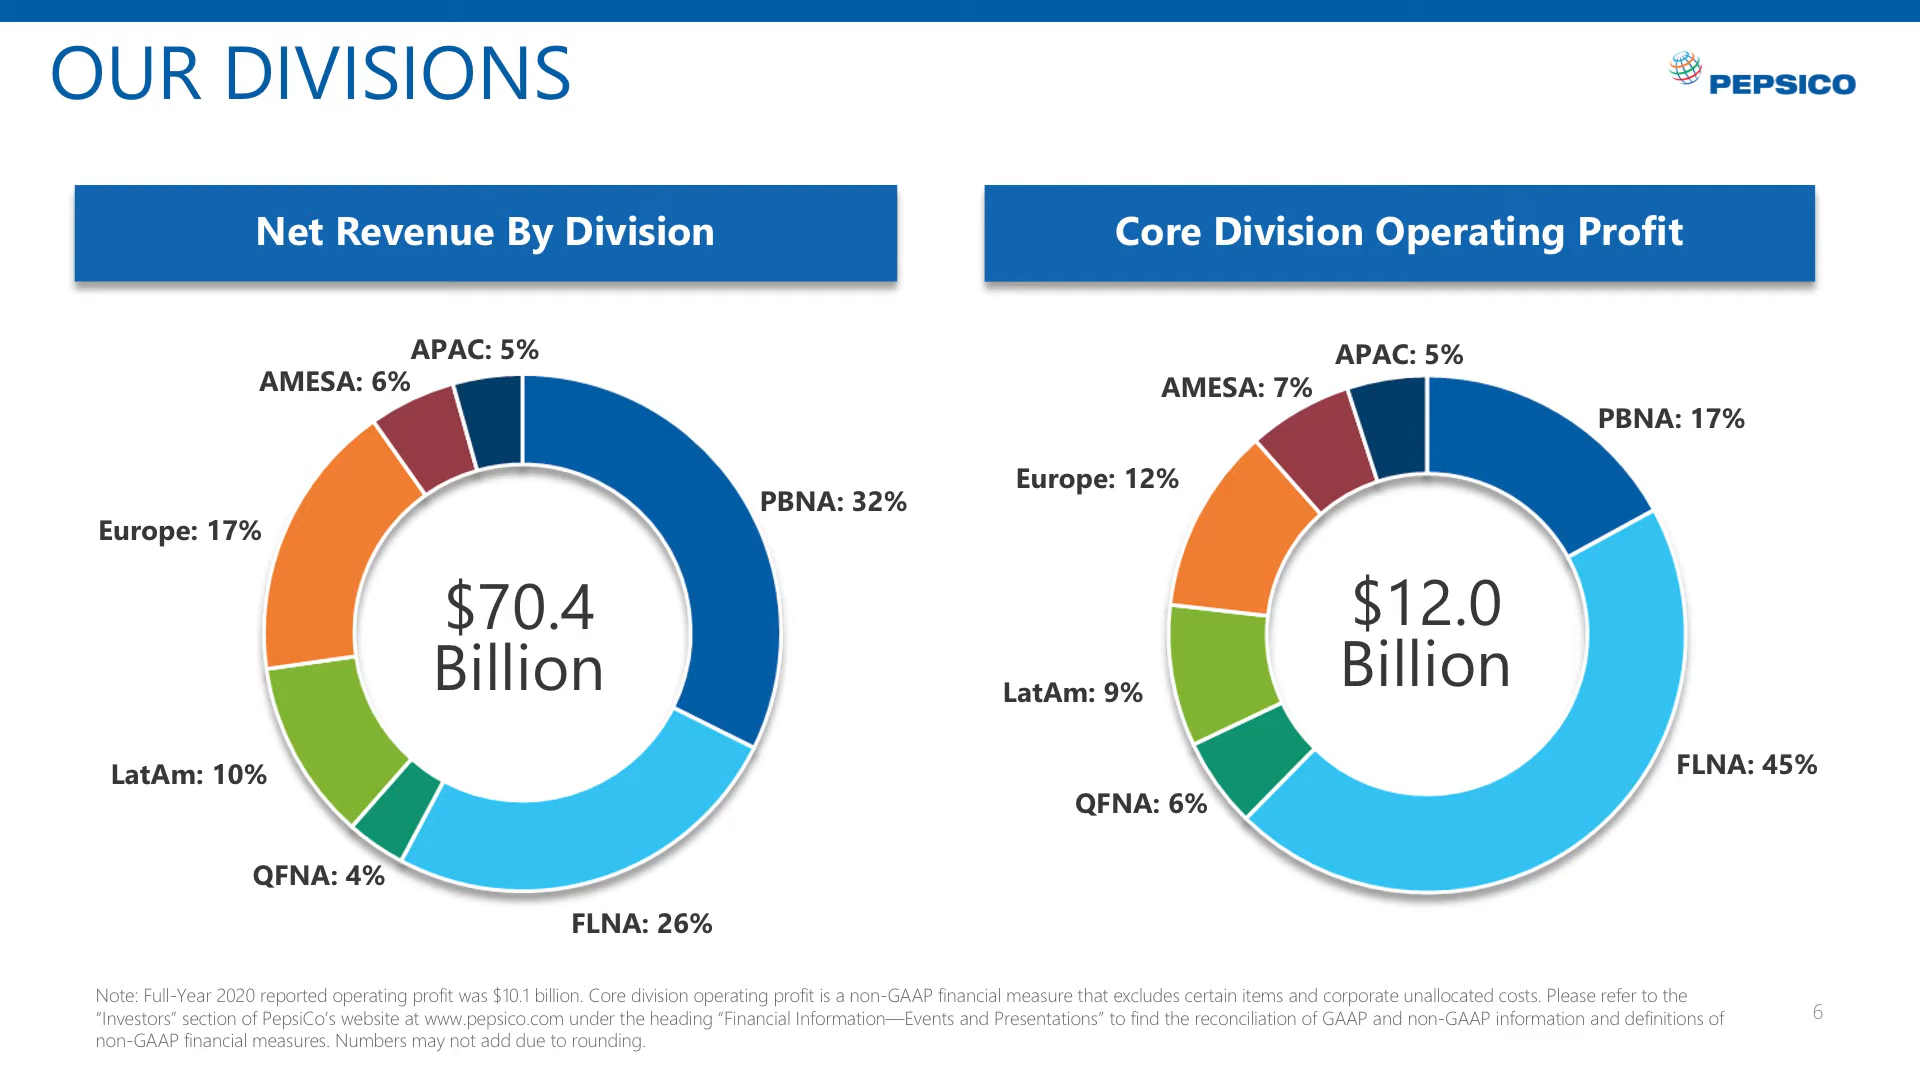 OUR DIVISIONS
PEPSICO
Net Revenue By Division
APAC: 5%
AMESA: 6%
PBNA: 32%
Europe: 17%
$70.4
Billion
LatAm: 10%
QFNA: 4%
FLNA: 26%
Core Division Operating Profit
APAC: 5%
AMESA: 7%
PBNA: 17%
Europe: 12%
$12.0
Billion
LatAm: 9%
FLNA: 45%
QFNA: 6%
Note: Full-Year 2020 reported operating profit was $10.1 billion. Core division operating profit is a non-GAAP financial measure that excludes certain items and corporate unallocated costs. Please refer to the
“Investors” section of PepsiCo’s website at www.pepsico.com under the heading “Financial Information—Events and Presentations” to find the reconciliation of GAAP and non-GAAP information and definitions of
non-GAAP financial measures. Numbers may not add due to rounding.
6